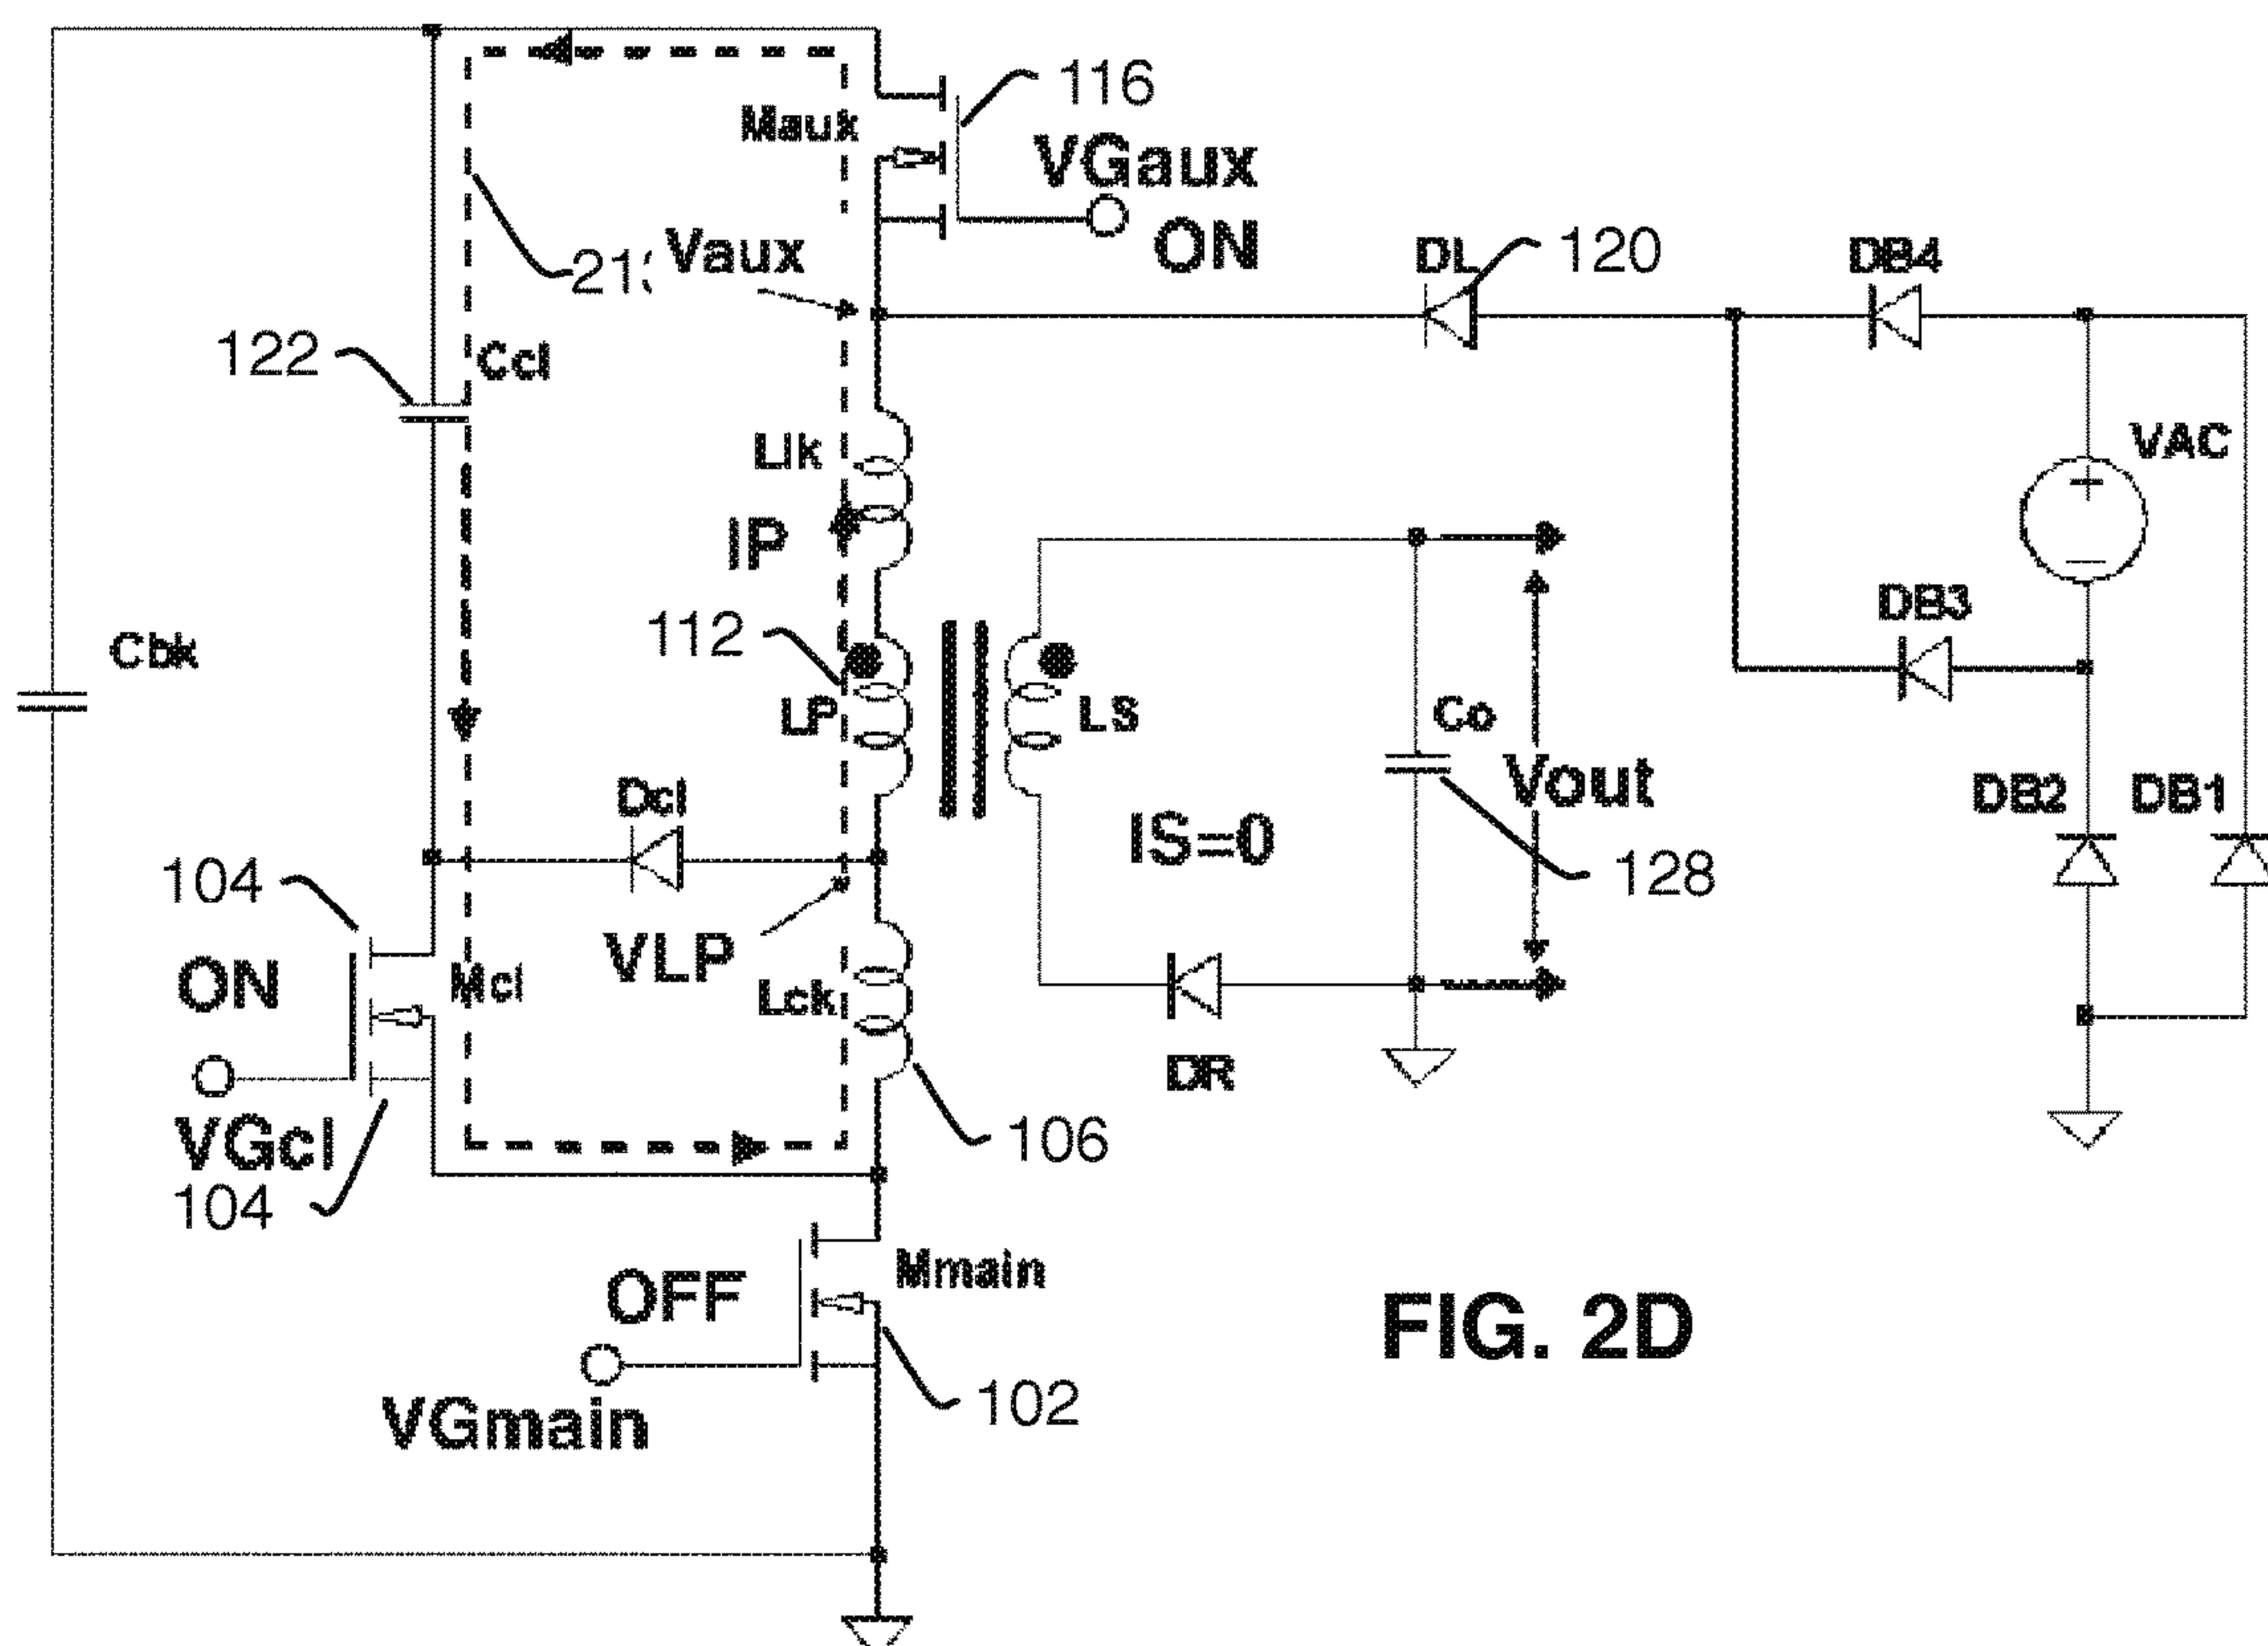 116
Maux
VGaux
ON
Vaux
DL
120
DB4
122
Ccl
Llk
VAC
IP
DB3
112
Cbk
LP
LS
Co
Vout
Dcl
IS=0
DB2
DB1
104
128
ON
VLP
Mcl
Lck
DR
VGcl
106
104
Mmain
OFF
FIG. 2D
102
VGmain